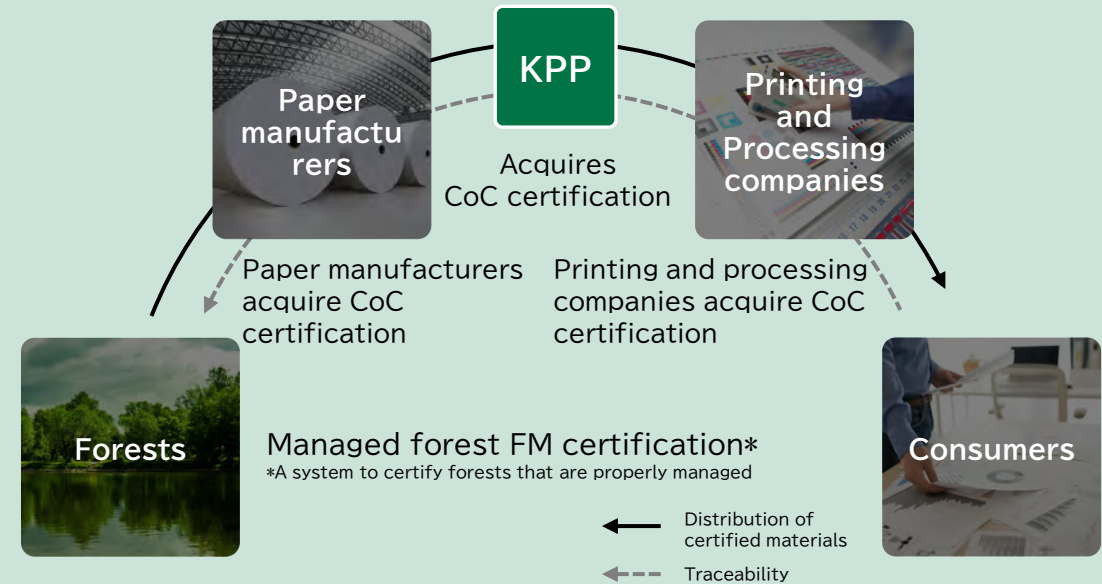 KPP
Paper
manufactu
rers
Printing
and
Processing
companies
Acquires
CoC certification
Paper manufacturers
acquire CoC
certification
Printing and processing
companies acquire CoC
certification
Forests
Managed forest FM certification*
*A system to certify forests that are properly managed
Consumers
Distribution of
certified materials
Traceability